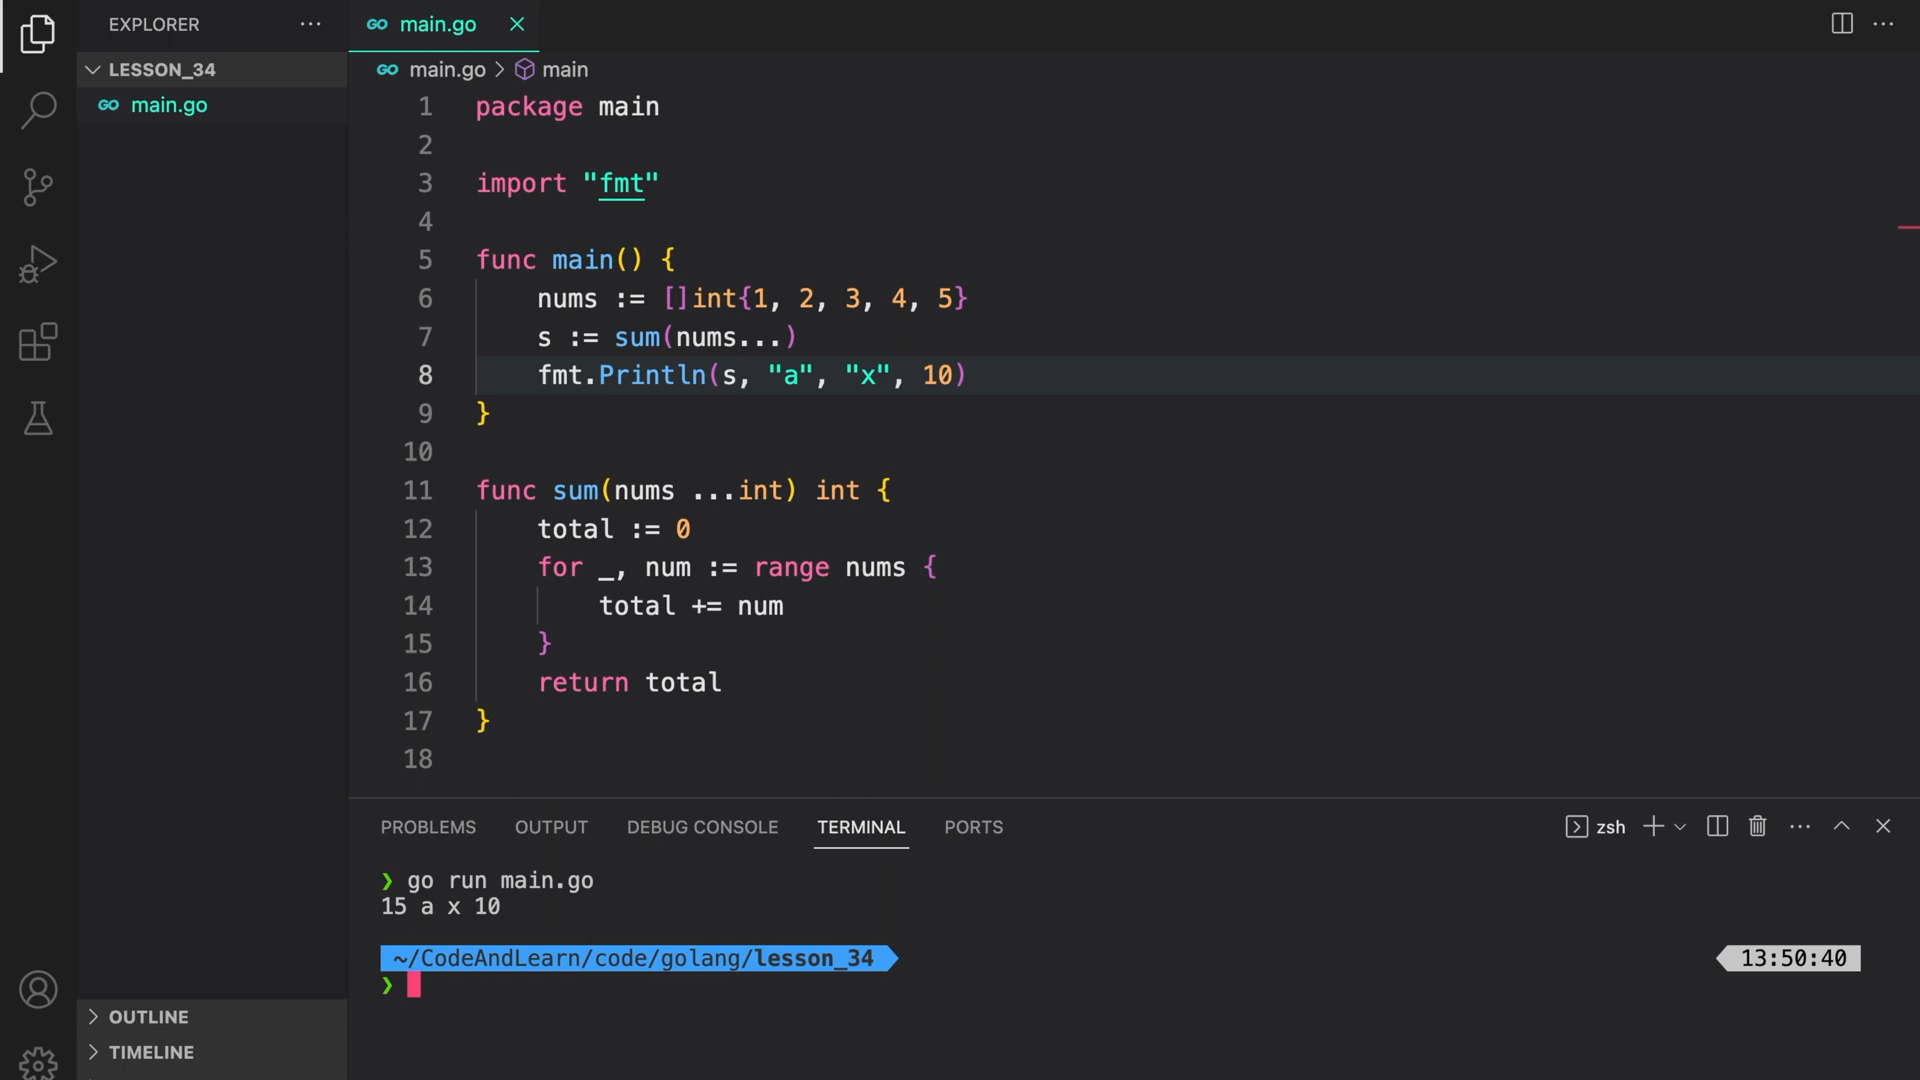 EXPLORER
LESSON_34
GO main.go
OUTLINE
TIMELINE
GO main.go
GO main.go > main
1 package main
2
3 import "fmt"
4
5 func main() {
6 nums := []int{1, 2, 3, 4, 5}
7 s := sum(nums...)
8 fmt.Println(s, "a", "x", 10)
9 }
10
11 func sum(nums ...int) int {
12 total := 0
13 for _, num := range nums {
14 total += num
15 }
16 return total
17 }
18
PROBLEMS OUTPUT DEBUG CONSOLE TERMINAL PORTS zsh
❯ go run main.go
15 a x 10
~/CodeAndLearn/code/golang/lesson_34 13:50:40
❯